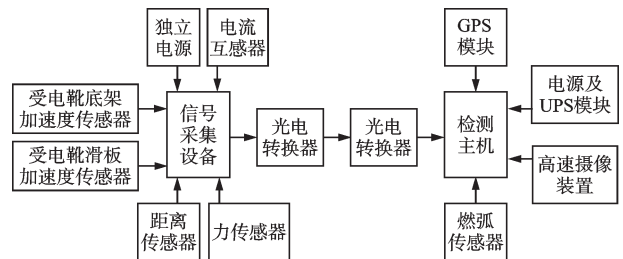 独立
电源
电流
互感器
GPS
模块
受电靴底架
加速度传感器
信号
采集
设备
光电
转换器
光电
转换器
检测
主机
电源及
UPS模块
受电靴滑板
加速度传感器
高速摄像
装置
距离
传感器
力传感器
燃弧
传感器